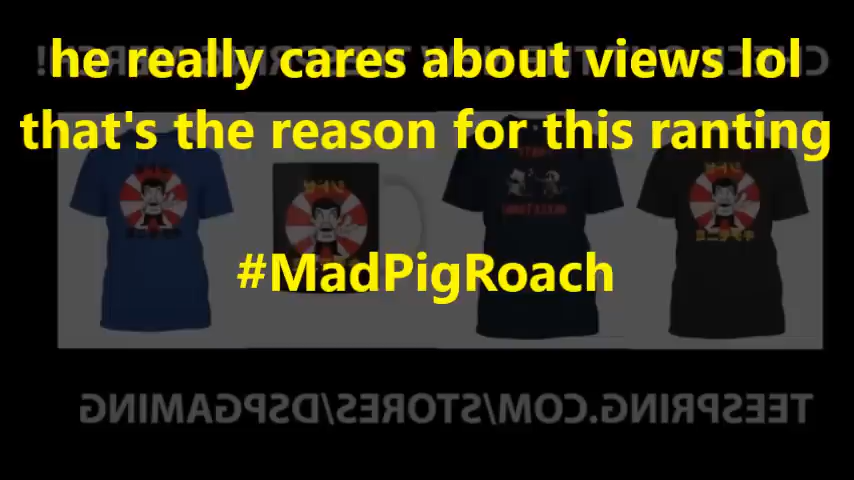 he really cares about views lol
that's the reason for this ranting
#MadPigRoach
TEESPRING.COM/STORES/DSPGAMING